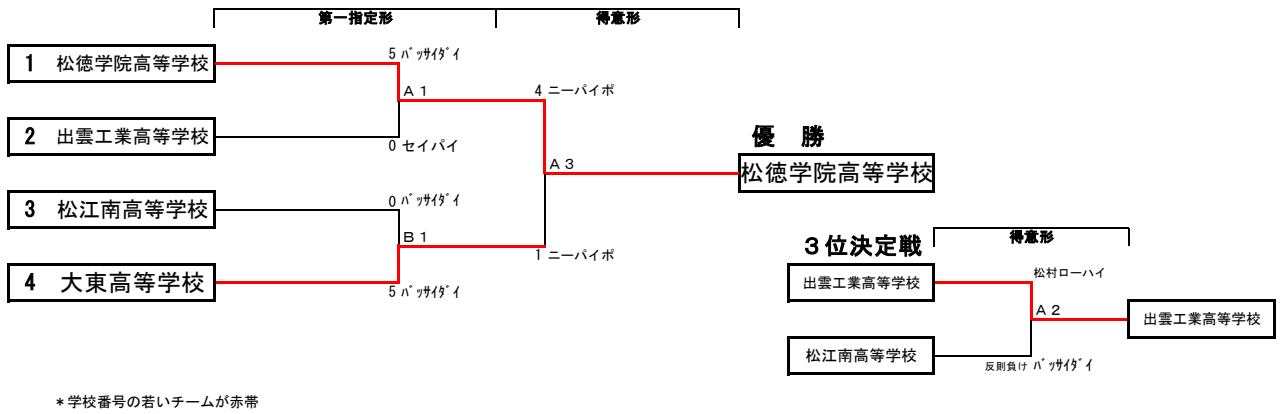 第一指定形 得意形
5 バッサイダイ
1 松徳学院高等学校
A1 4 ニーパイポ
2 出雲工業高等学校
0 セイパイ
優 勝
A3
松徳学院高等学校
0 バッサイダイ
3 松江南高等学校
B1
1 ニーパイポ
4 大東高等学校
5 バッサイダイ
3位決定戦 得意形
松村ローハイ
出雲工業高等学校
A2
出雲工業高等学校
松江南高等学校
反則負け バッサイダイ
*学校番号の若いチームが赤帯